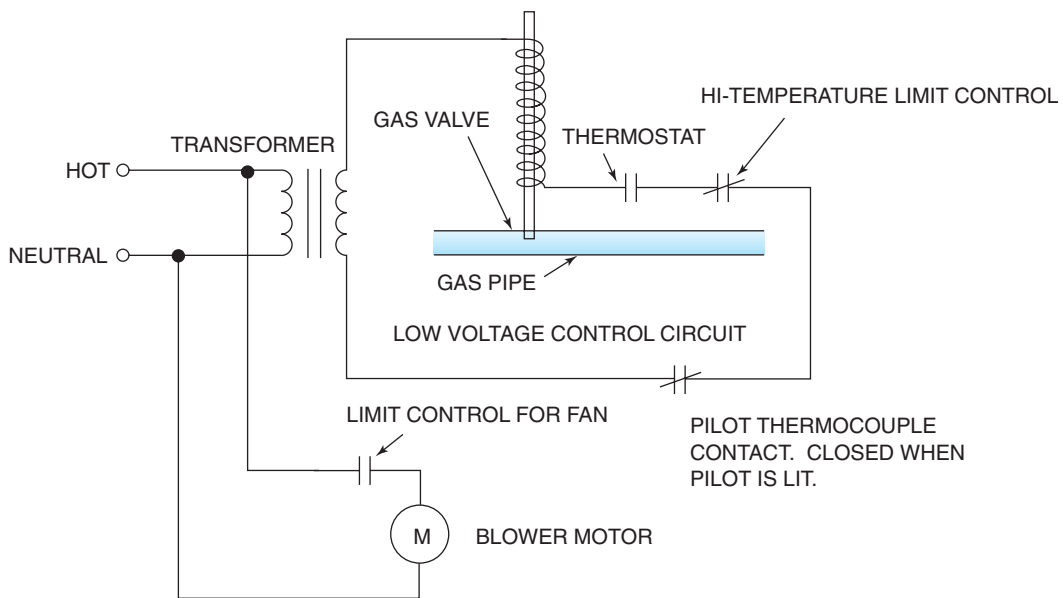 HI-TEMPERATURE LIMIT CONTROL
GAS VALVE
THERMOSTAT
TRANSFORMER
HOT
NEUTRAL
GAS PIPE
LOW VOLTAGE CONTROL CIRCUIT
LIMIT CONTROL FOR FAN
PILOT THERMOCOUPLE
CONTACT. CLOSED WHEN
PILOT IS LIT.
M
BLOWER MOTOR